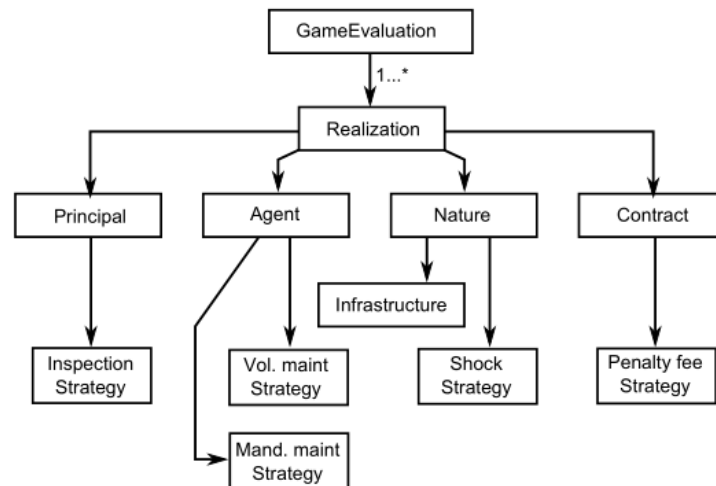 GameEvaluation
1...*
Realization
Principal
Agent
Nature
Contract
Infrastructure
Inspection
Strategy
Vol. maint
Strategy
Shock
Strategy
Penalty fee
Strategy
Mand. maint
Strategy